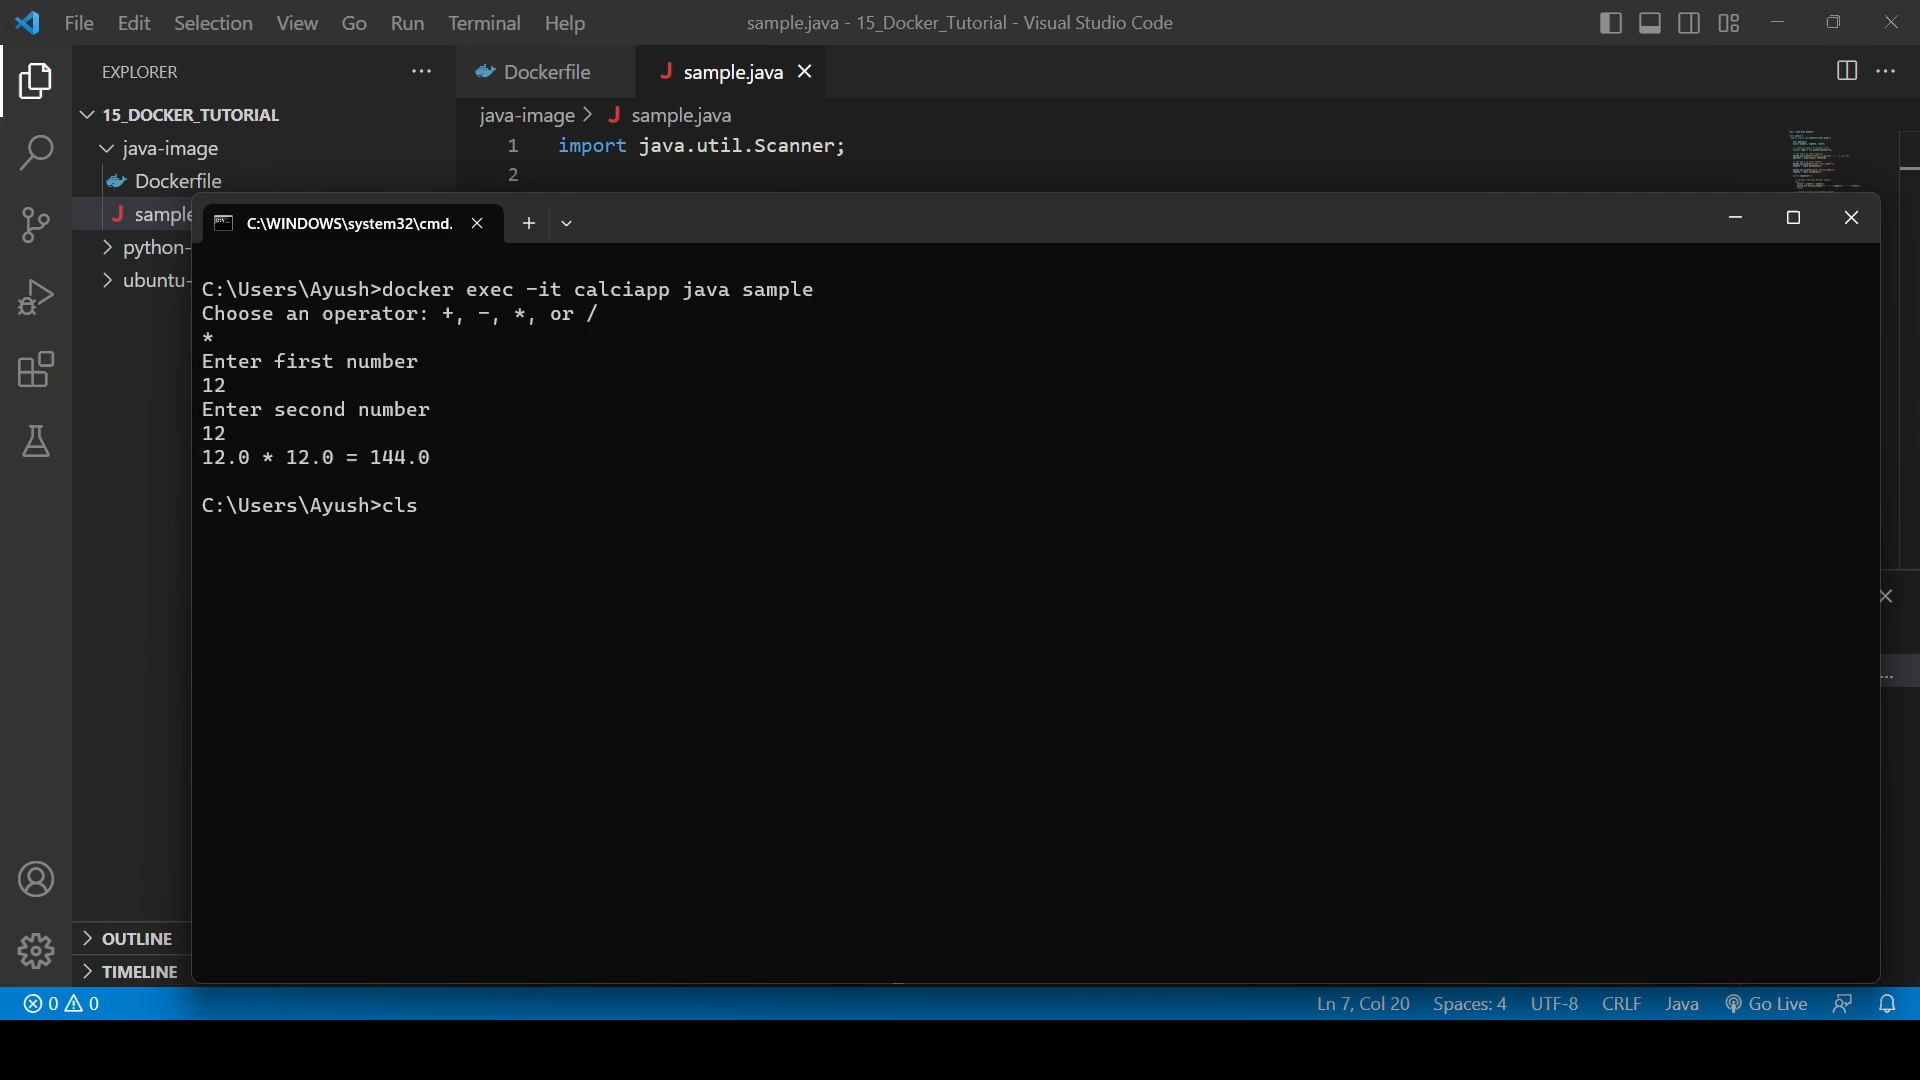 File Edit Selection View Go Run Terminal Help
sample.java - 15_Docker_Tutorial - Visual Studio Code
EXPLORER
15_DOCKER_TUTORIAL
java-image
Dockerfile
sample
python-
ubuntu-
OUTLINE
TIMELINE
Dockerfile
sample.java
java-image > sample.java
1 import java.util.Scanner;
2
C:\WINDOWS\system32\cmd.
C:\Users\Ayush>docker exec -it calciapp java sample
Choose an operator: +, -, *, or /
*
Enter first number
12
Enter second number
12
12.0 * 12.0 = 144.0
C:\Users\Ayush>cls
0 0
Ln 7, Col 20 Spaces: 4 UTF-8 CRLF Java Go Live